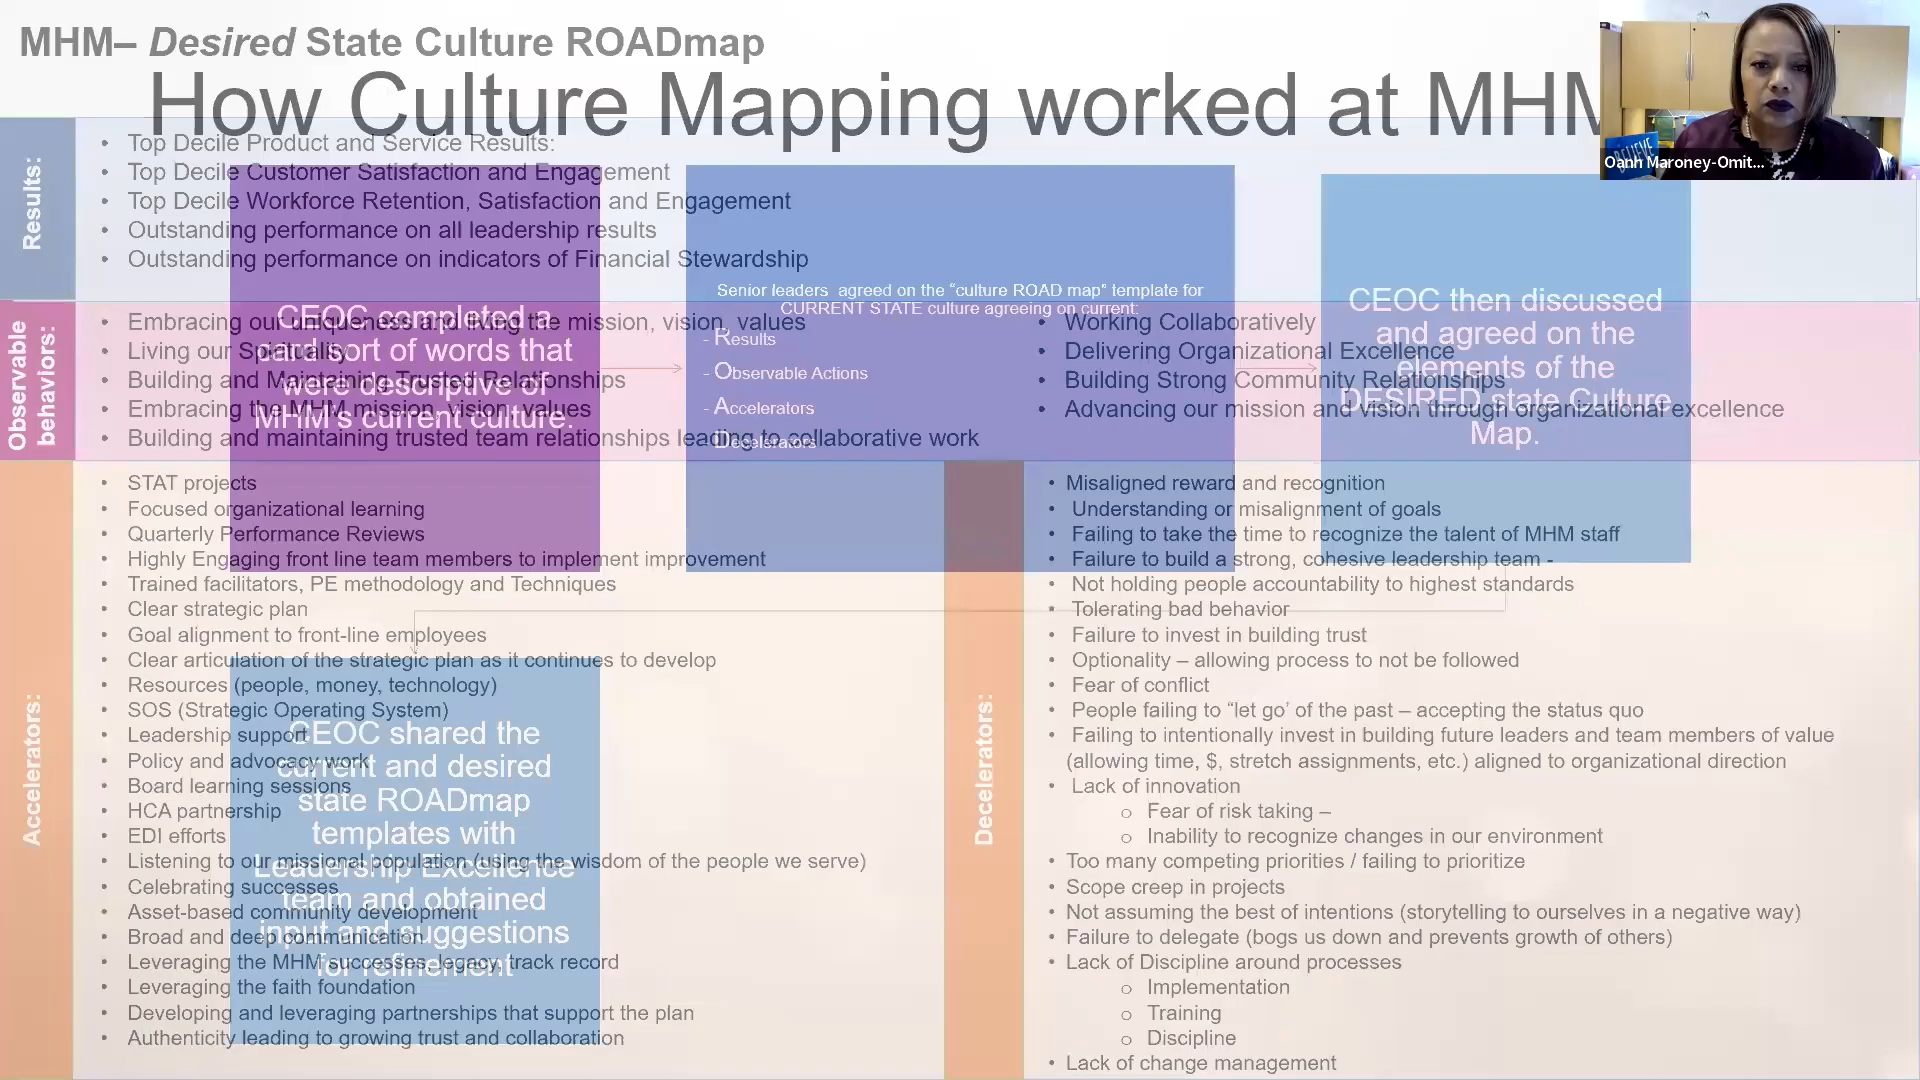 MHM– Desired State Culture ROADmap
How Culture Mapping worked at MHM
Results:
• Top Decile Product and Service Results:
• Top Decile Customer Satisfaction and Engagement
• Top Decile Workforce Retention, Satisfaction and Engagement
• Outstanding performance on all leadership results
• Outstanding performance on indicators of Financial Stewardship
Observable
behaviors:
• Embracing our uniqueness and living the mission, vision, values
• Living our Spirituality
• Building and Maintaining Trusted Relationships
• Embracing the MHM mission, vision, values
• Building and maintaining trusted team relationships leading to collaborative work
• Working Collaboratively
• Delivering Organizational Excellence
• Building Strong Community Relationships
• Advancing our mission and vision through organizational excellence
Accelerators:
• STAT projects
• Focused organizational learning
• Quarterly Performance Reviews
• Highly Engaging front line team members to implement improvement
• Trained facilitators, PE methodology and Techniques
• Clear strategic plan
• Goal alignment to front-line employees
• Clear articulation of the strategic plan as it continues to develop
• Resources (people, money, technology)
• SOS (Strategic Operating System)
• Leadership support
• Policy and advocacy work
• Board learning sessions
• HCA partnership
• EDI efforts
• Listening to our missional population (using the wisdom of the people we serve)
• Celebrating successes
• Asset-based community development
• Broad and deep communication
• Leveraging the MHM successes, legacy, track record
• Leveraging the faith foundation
• Developing and leveraging partnerships that support the plan
• Authenticity leading to growing trust and collaboration
Decelerators:
• Misaligned reward and recognition
• Understanding or misalignment of goals
• Failing to take the time to recognize the talent of MHM staff
• Failure to build a strong, cohesive leadership team -
• Not holding people accountability to highest standards
• Tolerating bad behavior
• Failure to invest in building trust
• Optionality – allowing process to not be followed
• Fear of conflict
• People failing to “let go’ of the past – accepting the status quo
• Failing to intentionally invest in building future leaders and team members of value
(allowing time, $, stretch assignments, etc.) aligned to organizational direction
• Lack of innovation
o Fear of risk taking –
o Inability to recognize changes in our environment
• Too many competing priorities / failing to prioritize
• Scope creep in projects
• Not assuming the best of intentions (storytelling to ourselves in a negative way)
• Failure to delegate (bogs us down and prevents growth of others)
• Lack of Discipline around processes
o Implementation
o Training
o Discipline
• Lack of change management
CEOC completed a
card sort of words that
were descriptive of
MHM's current culture.
Senior leaders agreed on the “culture ROAD map” template for
CURRENT STATE culture agreeing on current:
- Results
- Observable Actions
- Accelerators
- Decelerators
CEOC then discussed
and agreed on the
elements of the
DESIRED state Culture
Map.
CEOC shared the
current and desired
state ROADmap
templates with
Leadership Excellence
team and obtained
input and suggestions
for refinement
BELIEVE
Oann Maroney-Omit...